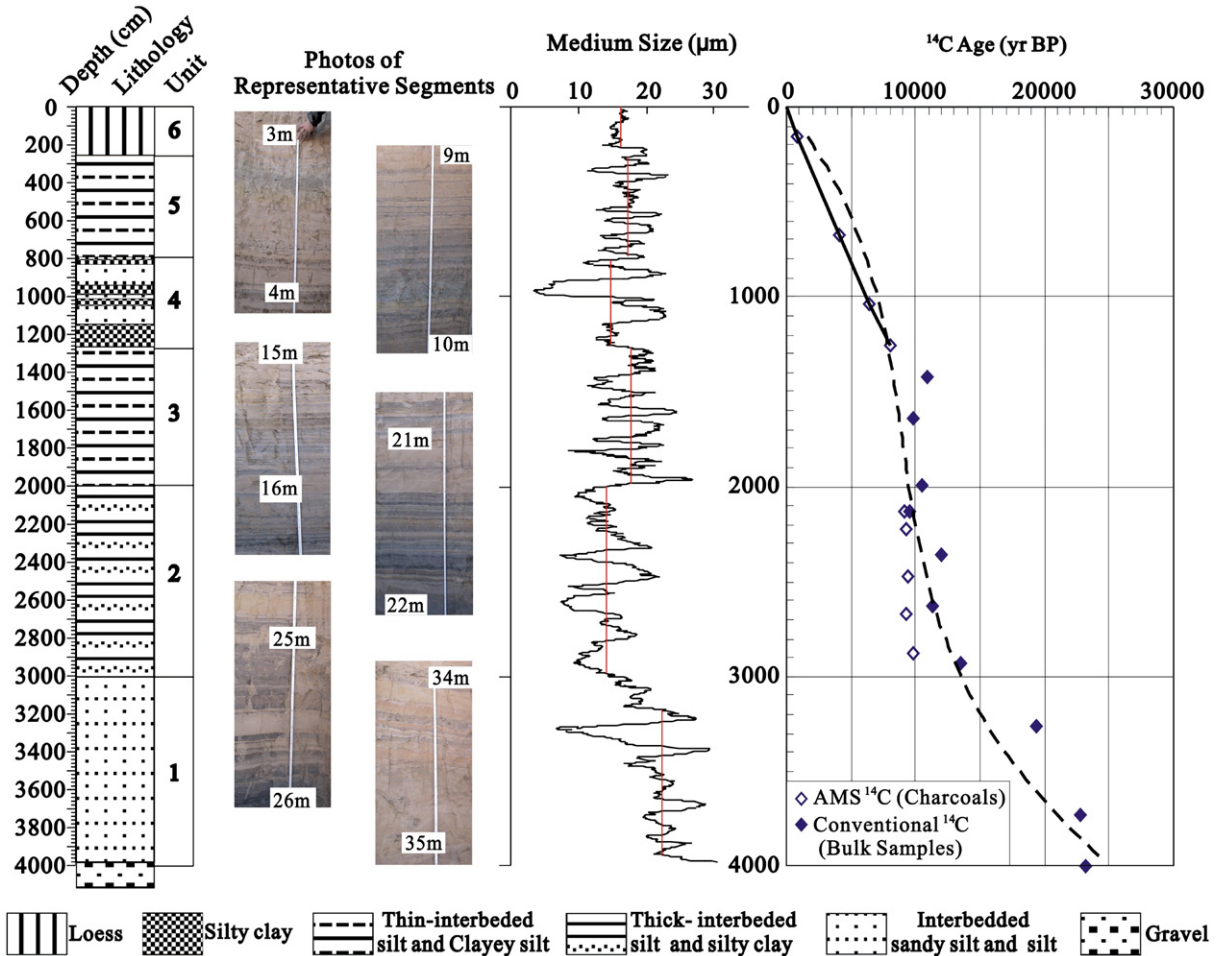 Depth (cm)
Lithology
Unit
Photos of
Representative Segments
Medium Size (μm)
¹⁴C Age (yr BP)
0
10
20
30
0
10000
20000
30000
0
200
400
600
800
1000
1200
1400
1600
1800
2000
2200
2400
2600
2800
3000
3200
3400
3600
3800
4000
6
5
4
3
2
1
3m
4m
9m
10m
15m
16m
21m
22m
25m
26m
34m
35m
0
1000
2000
3000
4000
AMS ¹⁴C (Charcoals)
Conventional ¹⁴C
(Bulk Samples)
Loess
Silty clay
Thin-interbeded
silt and Clayey silt
Thick- interbeded
silt and silty clay
Interbedded
sandy silt and silt
Gravel